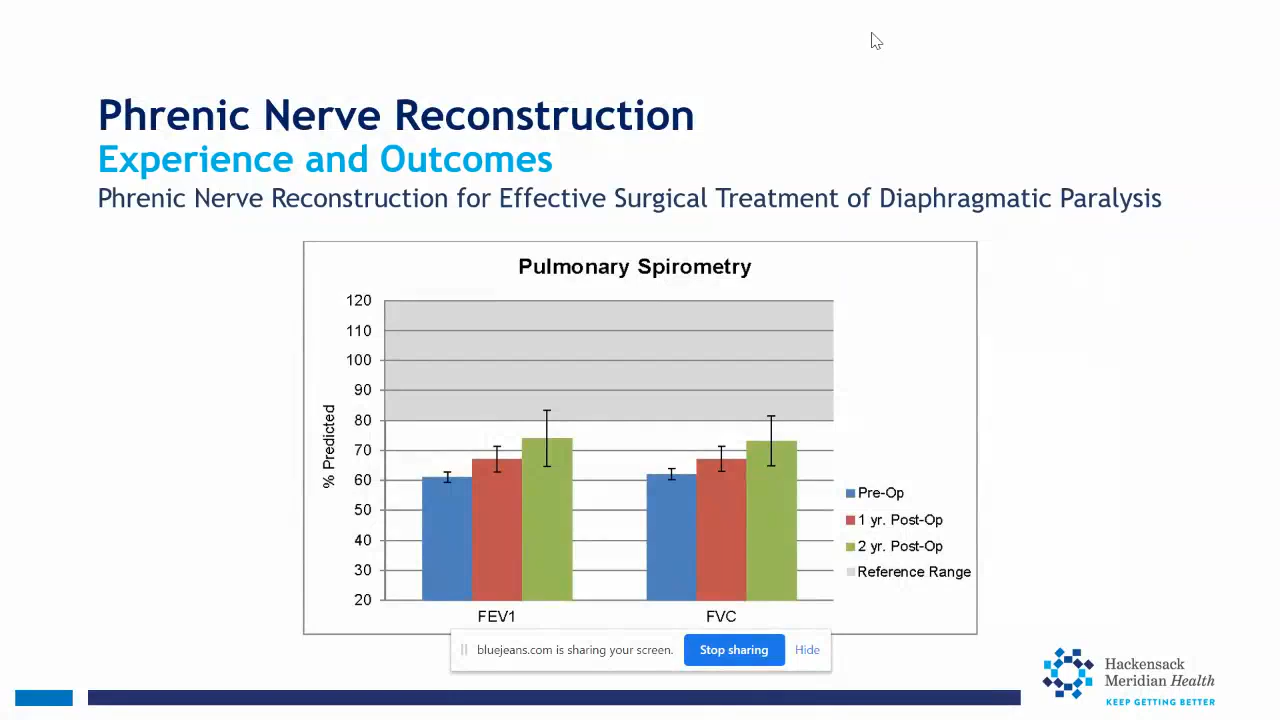 Phrenic Nerve Reconstruction
Experience and Outcomes
Phrenic Nerve Reconstruction for Effective Surgical Treatment of Diaphragmatic Paralysis
Pulmonary Spirometry
120
110
100
90
80
70
60
50
40
30
20
% Predicted
FEV1
FVC
Pre-Op
1 yr. Post-Op
2 yr. Post-Op
Reference Range
bluejeans.com is sharing your screen.
Stop sharing
Hide
Hackensack
Meridian Health
KEEP GETTING BETTER